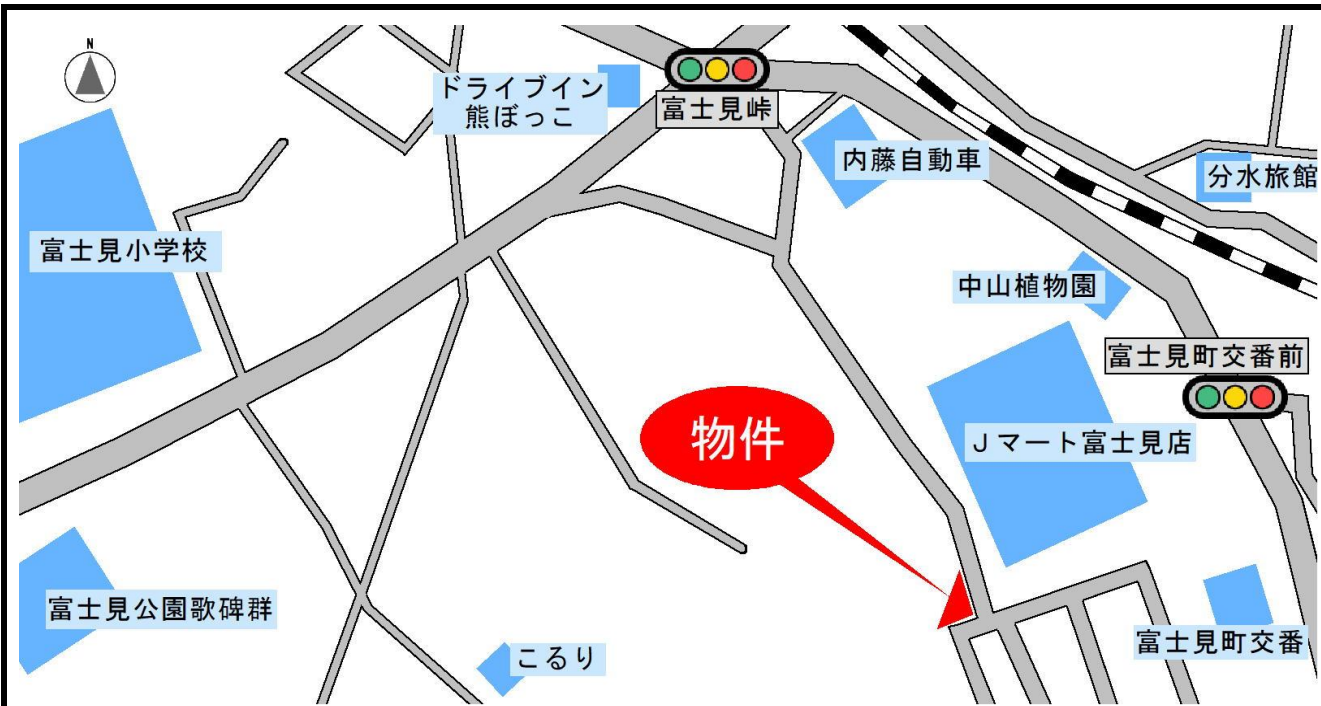 N
ドライブイン
熊ぼっこ
富士見峠
内藤自動車
分水旅館
富士見小学校
中山植物園
富士見町交番前
Jマート富士見店
物件
富士見公園歌碑群
こるり
富士見町交番